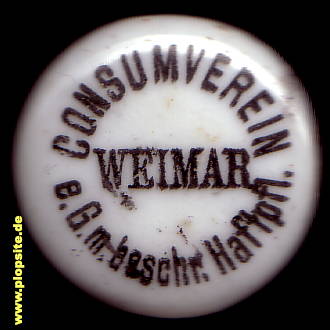 CONSUMVEREIN
WEIMAR
e.G.m.beschr.Haftpfl.
www.plopsite.de